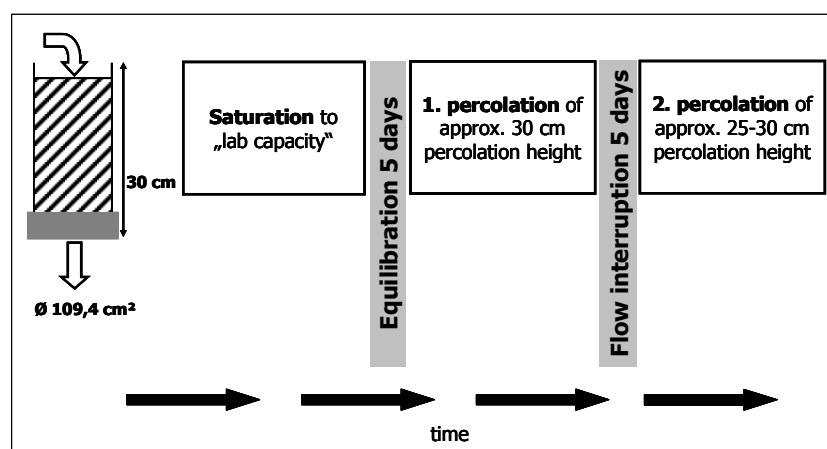 30 cm
Ø 109,4 cm²
Saturation to
„lab capacity“
Equilibration 5 days
1. percolation of
approx. 30 cm
percolation height
Flow interruption 5 days
2. percolation of
approx. 25-30 cm
percolation height
time